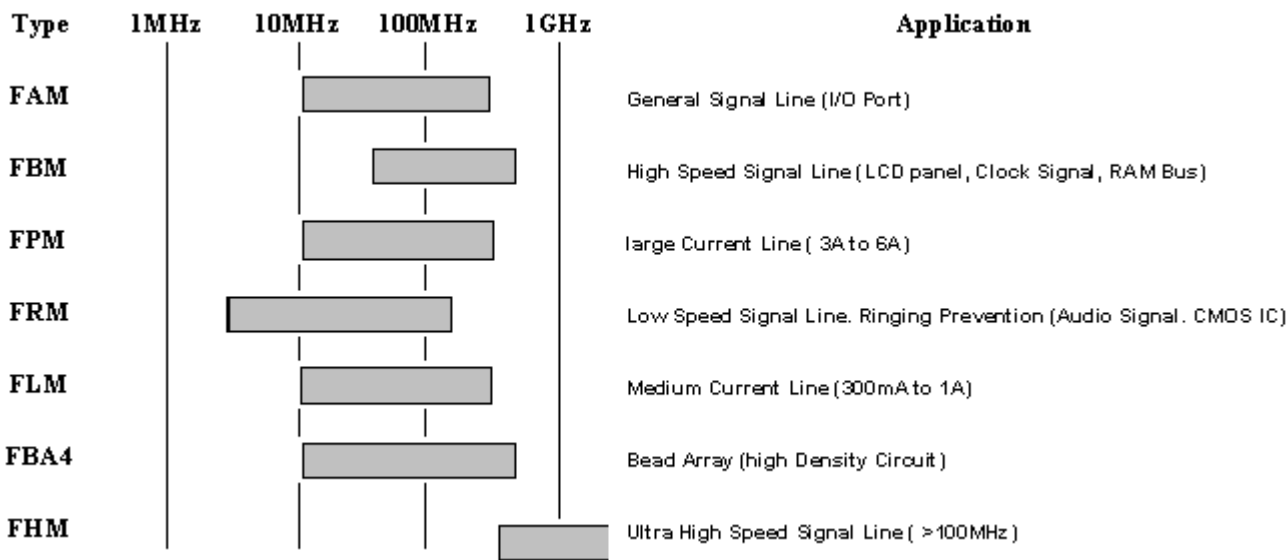 Type 1MHz 10MHz 100MHz 1GHz Application
FAM General Signal Line (I/O Port)
FBM High Speed Signal Line (LCD panel, Clock Signal, RAM Bus)
FPM large Current Line ( 3A to 6A)
FRM Low Speed Signal Line. Ringing Prevention (Audio Signal. CMOS IC)
FLM Medium Current Line (300mA to 1A)
FBA4 Bead Array (high Density Circuit)
FHM Ultra High Speed Signal Line ( >100MHz)